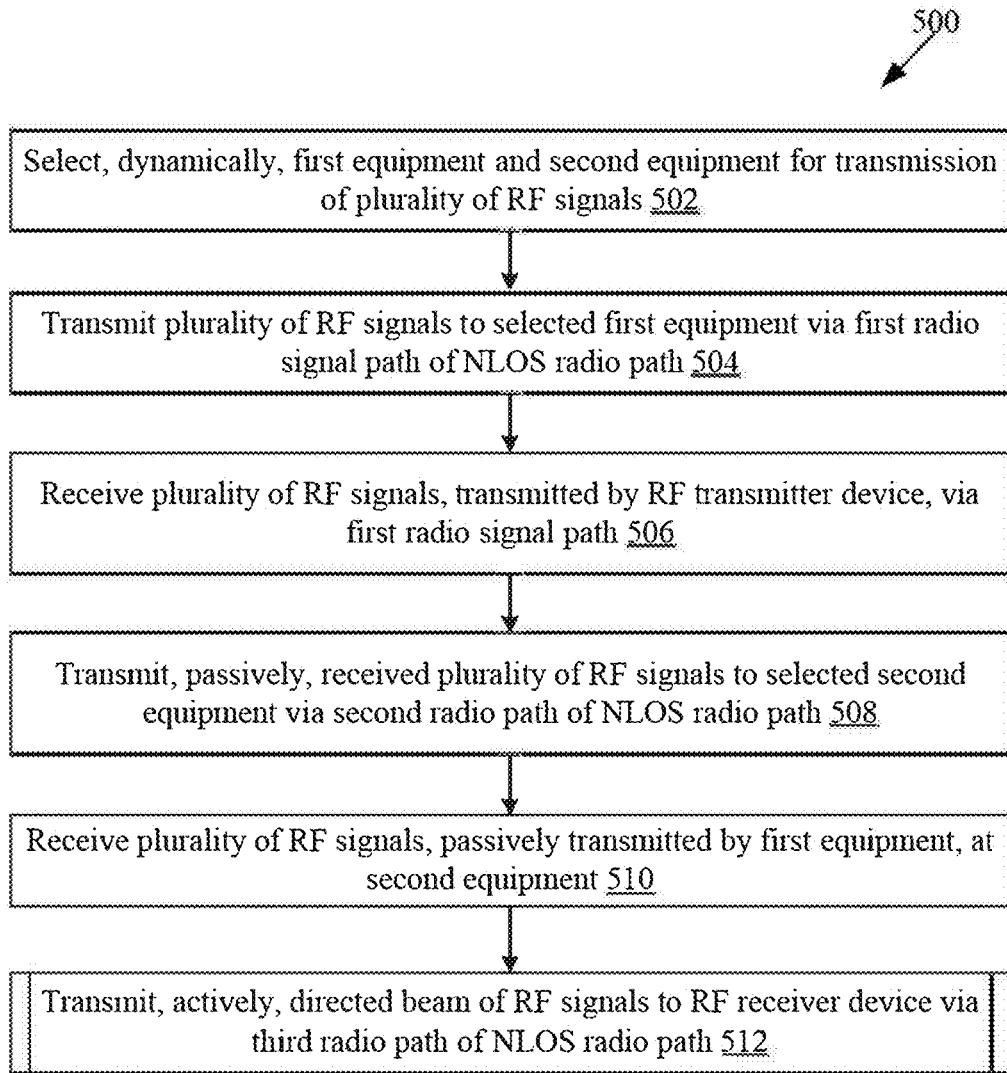 500
Select, dynamically, first equipment and second equipment for transmission
of plurality of RF signals 502
Transmit plurality of RF signals to selected first equipment via first radio
signal path of NLOS radio path 504
Receive plurality of RF signals, transmitted by RF transmitter device, via
first radio signal path 506
Transmit, passively, received plurality of RF signals to selected second
equipment via second radio path of NLOS radio path 508
Receive plurality of RF signals, passively transmitted by first equipment, at
second equipment 510
Transmit, actively, directed beam of RF signals to RF receiver device via
third radio path of NLOS radio path 512